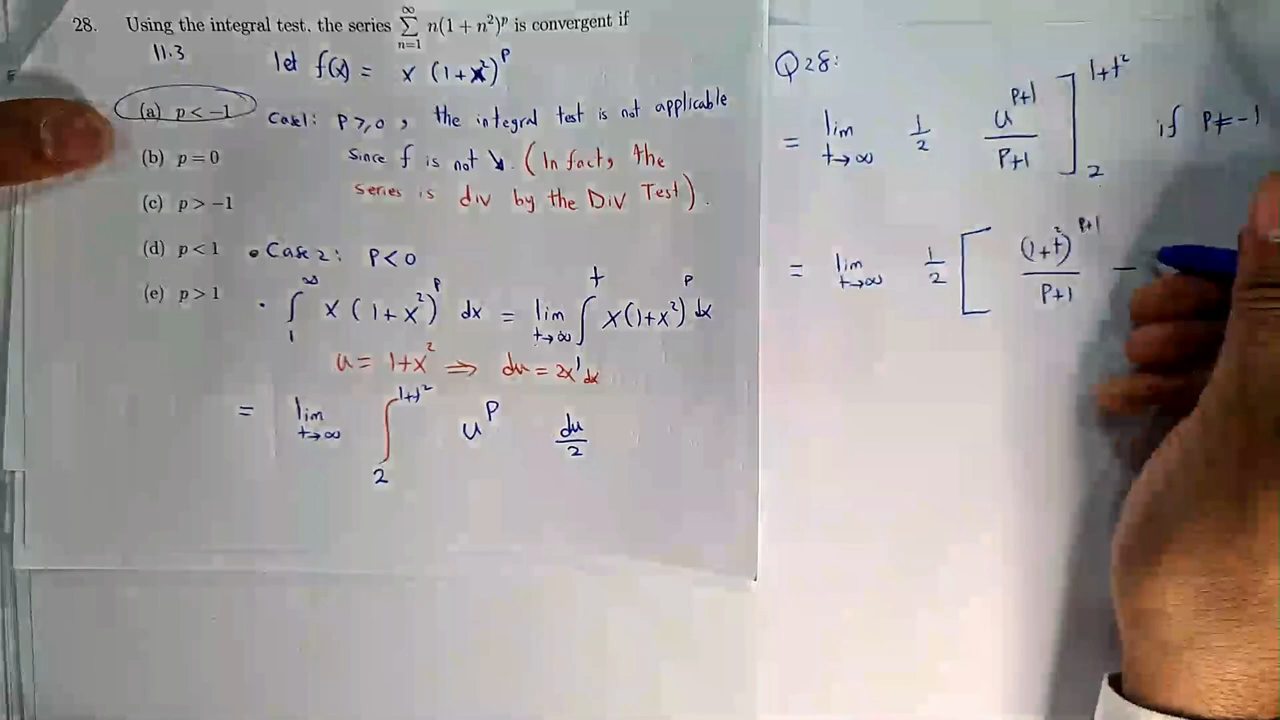 28. Using the integral test, the series ∑_{n=1}^{∞} n(1 + n²)^p is convergent if
11.3
let f(x) = x (1+x²)^p
(a) p < −1
Case1: p ≥ 0, the integral test is not applicable
since f is not ↘. (In fact, the
series is div by the Div Test).
(b) p = 0
(c) p > −1
(d) p < 1
(e) p > 1
• Case 2: P < 0
• ∫_1^∞ x (1+x²)^p dx = lim_{t→∞} ∫_1^t x(1+x²)^p dx
u = 1+x² ⟹ du = 2x dx
= lim_{t→∞} ∫_2^{1+t²} u^p du/2
Q28:
= lim_{t→∞} 1/2 u^{p+1}/(p+1) ]_2^{1+t²} if P ≠ -1
= lim_{t→∞} 1/2 [ (1+t²)^{p+1}/(p+1) −